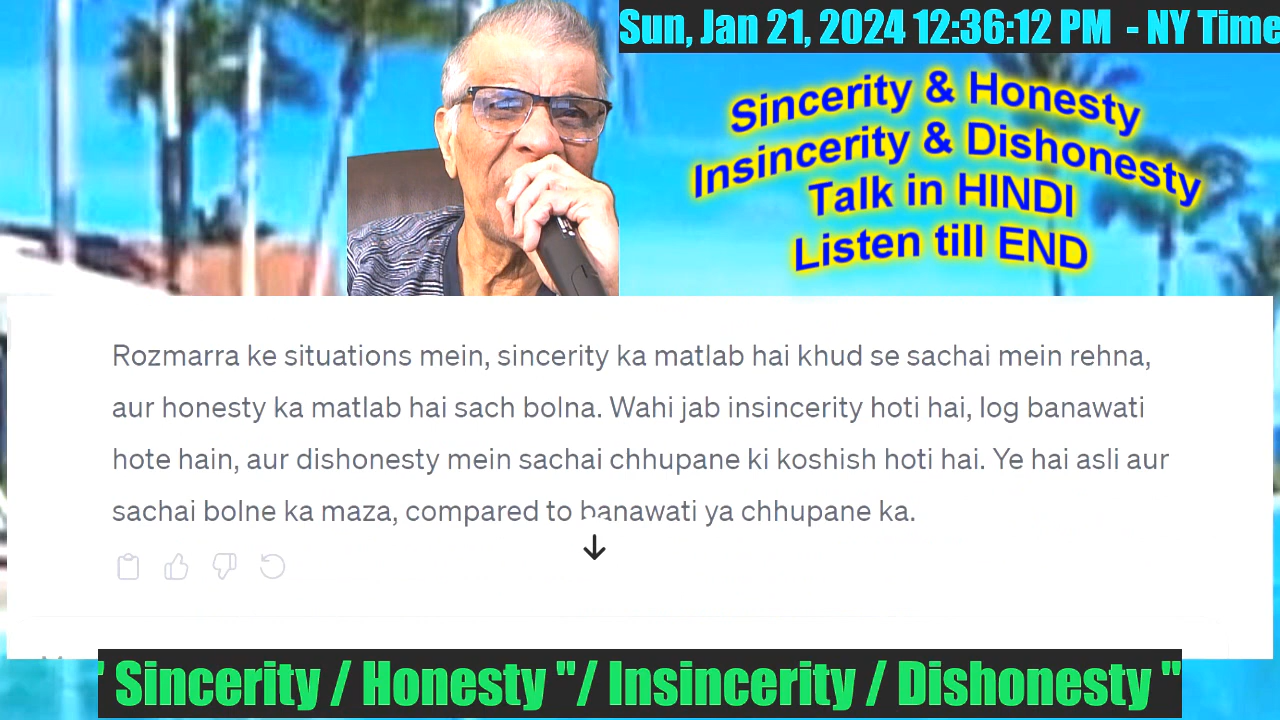 Sun, Jan 21, 2024 12:36:12 PM - NY Time
Sincerity & Honesty
Insincerity & Dishonesty
Talk in HINDI
Listen till END
Rozmarra ke situations mein, sincerity ka matlab hai khud se sachai mein rehna,
aur honesty ka matlab hai sach bolna. Wahi jab insincerity hoti hai, log banawati
hote hain, aur dishonesty mein sachai chhupane ki koshish hoti hai. Ye hai asli aur
sachai bolne ka maza, compared to banawati ya chhupane ka.
" Sincerity / Honesty "/ Insincerity / Dishonesty "